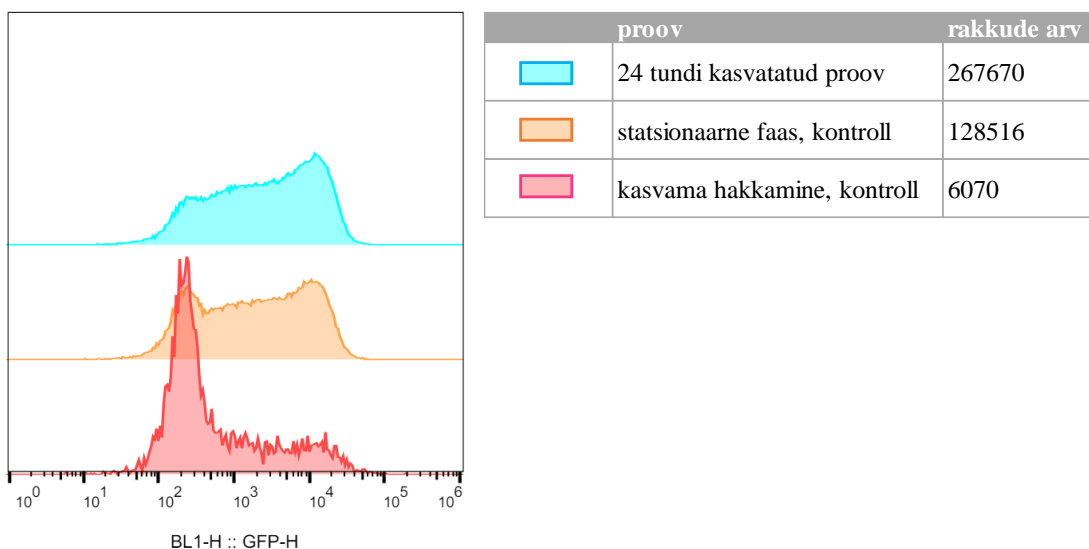 proov rakkude arv
24 tundi kasvatatud proov 267670
statsionaarne faas, kontroll 128516
kasvama hakkamine, kontroll 6070
10^0 10^1 10^2 10^3 10^4 10^5 10^6
BL1-H :: GFP-H